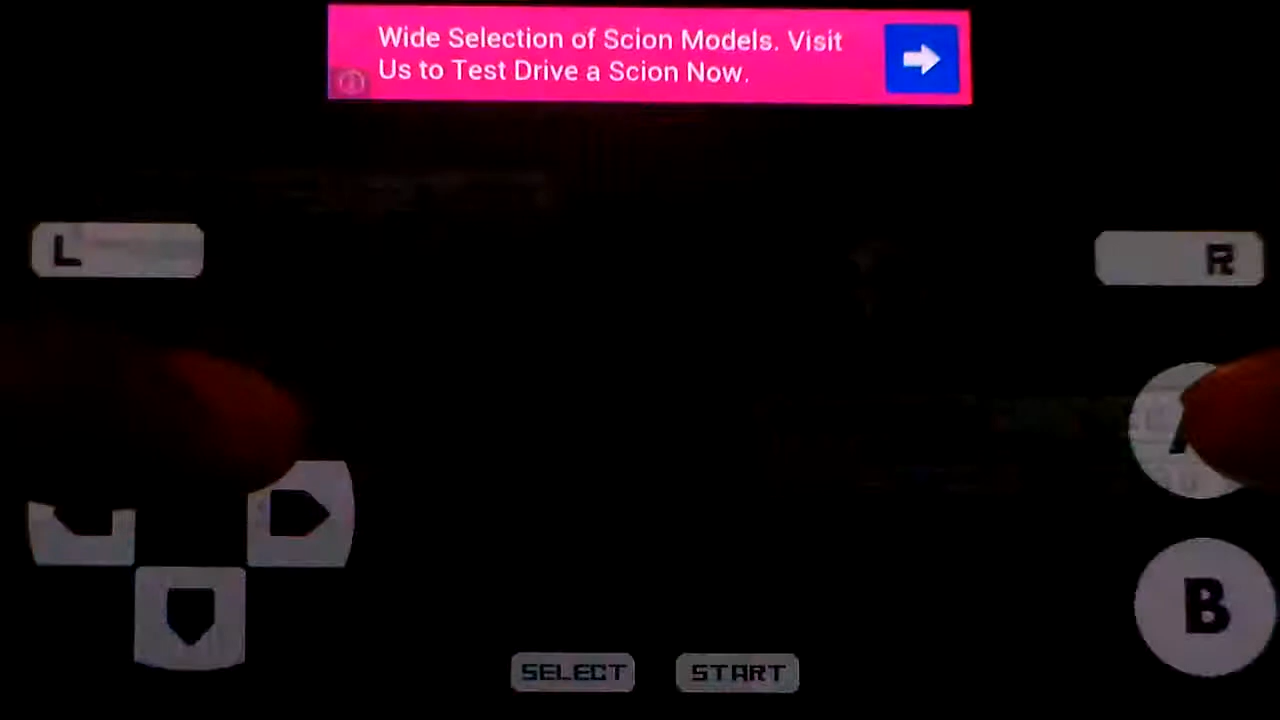 Wide Selection of Scion Models. Visit
Us to Test Drive a Scion Now.
L
R
B
SELECT
START